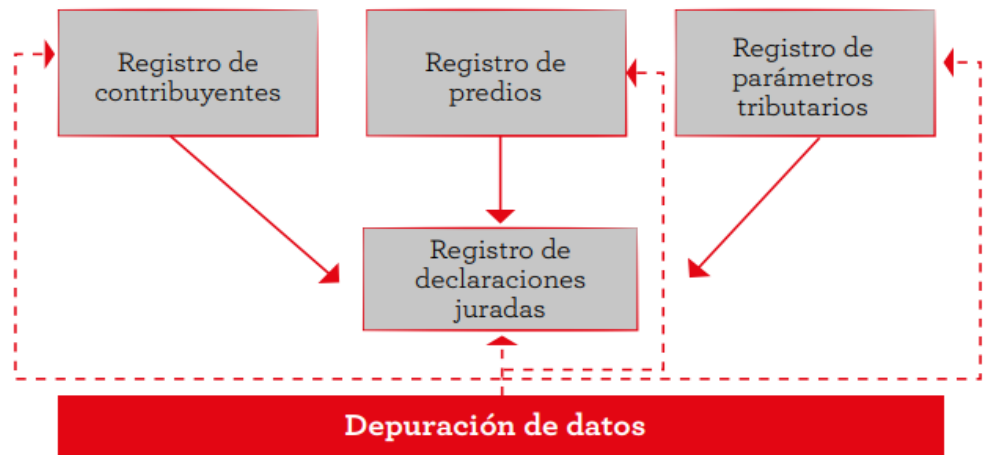 Registro de
contribuyentes
Registro de
predios
Registro de
parámetros
tributarios
Registro de
declaraciones
juradas
Depuración de datos